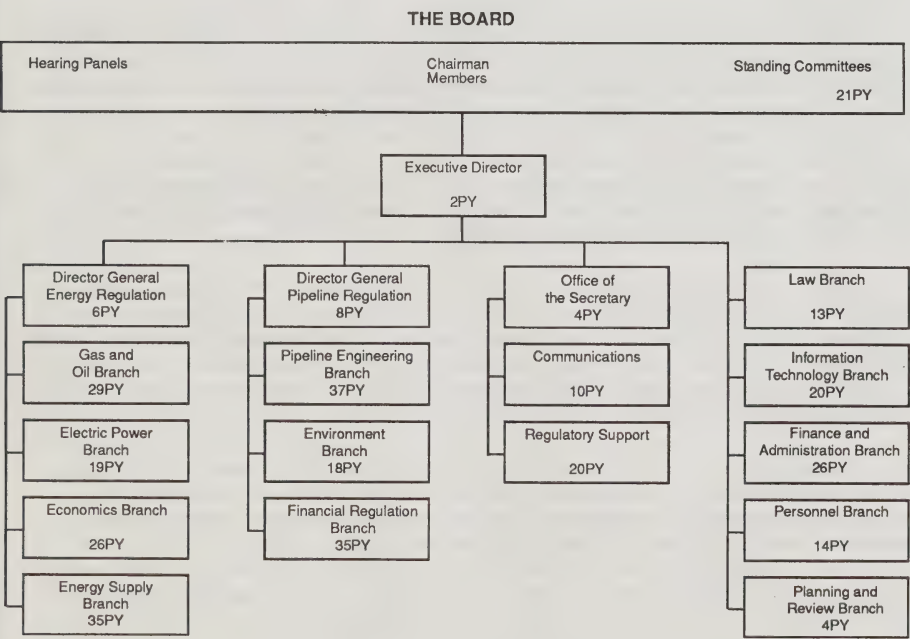 THE BOARD
Hearing Panels
Chairman
Members
Standing Committees
21PY
Executive Director
2PY
Director General
Energy Regulation
6PY
Gas and
Oil Branch
29PY
Electric Power
Branch
19PY
Economics Branch
26PY
Energy Supply
Branch
35PY
Director General
Pipeline Regulation
8PY
Pipeline Engineering
Branch
37PY
Environment
Branch
18PY
Financial Regulation
Branch
35PY
Office of
the Secretary
4PY
Communications
10PY
Regulatory Support
20PY
Law Branch
13PY
Information
Technology Branch
20PY
Finance and
Administration Branch
26PY
Personnel Branch
14PY
Planning and
Review Branch
4PY